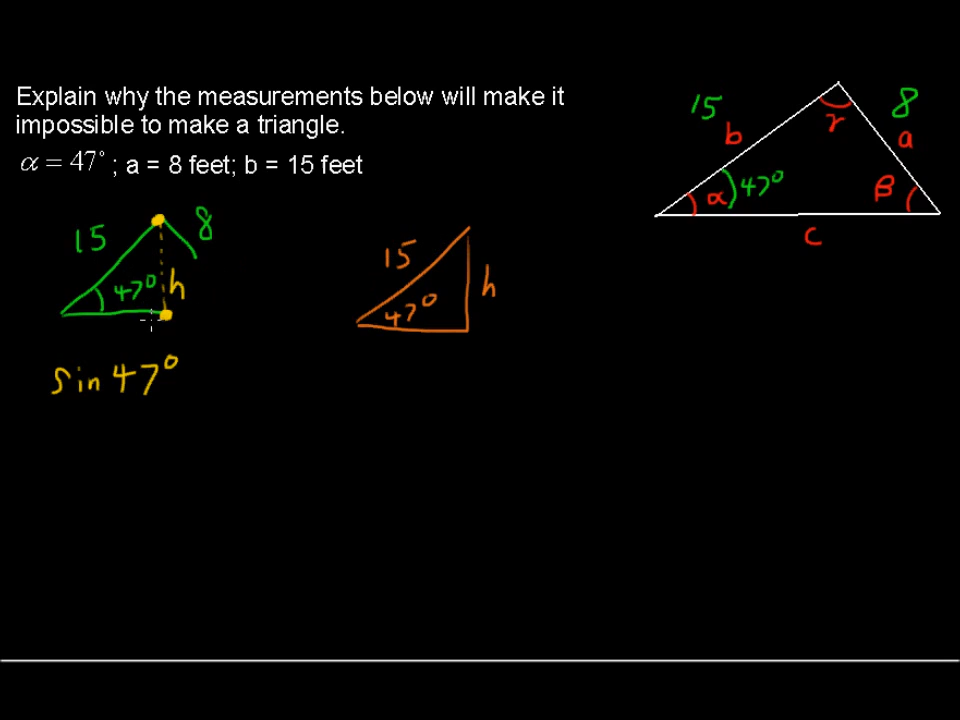 Explain why the measurements below will make it
impossible to make a triangle.
α = 47° ; a = 8 feet; b = 15 feet
15
b
r
8
a
α
47°
β
c
15
8
47°
h
15
47°
h
sin 47°